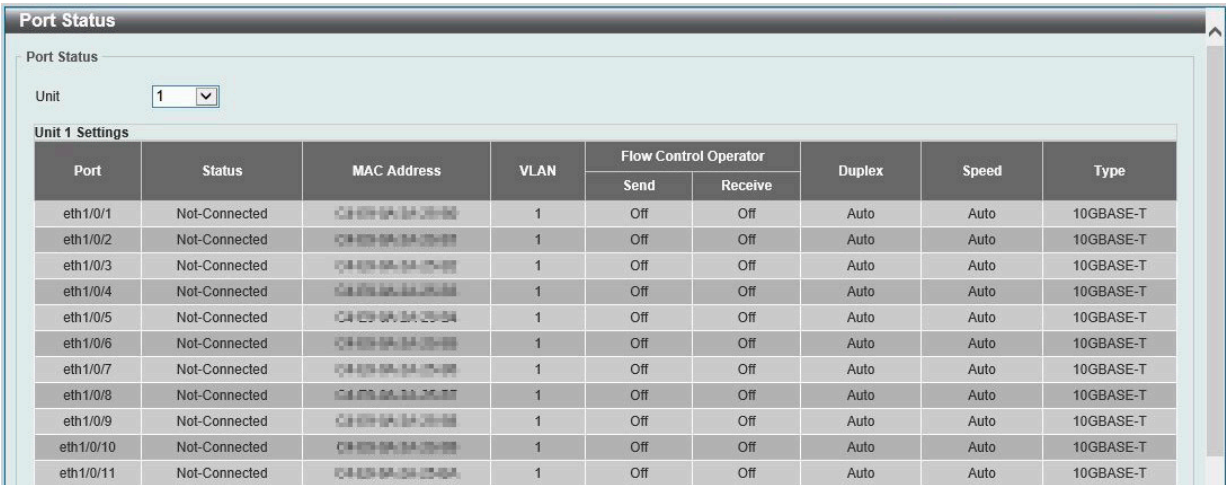 Port Status
Port Status
Unit 1
Unit 1 Settings
Port Status MAC Address VLAN Flow Control Operator Duplex Speed Type
Send Receive
eth1/0/1 Not-Connected 1 Off Off Auto Auto 10GBASE-T
eth1/0/2 Not-Connected 1 Off Off Auto Auto 10GBASE-T
eth1/0/3 Not-Connected 1 Off Off Auto Auto 10GBASE-T
eth1/0/4 Not-Connected 1 Off Off Auto Auto 10GBASE-T
eth1/0/5 Not-Connected 1 Off Off Auto Auto 10GBASE-T
eth1/0/6 Not-Connected 1 Off Off Auto Auto 10GBASE-T
eth1/0/7 Not-Connected 1 Off Off Auto Auto 10GBASE-T
eth1/0/8 Not-Connected 1 Off Off Auto Auto 10GBASE-T
eth1/0/9 Not-Connected 1 Off Off Auto Auto 10GBASE-T
eth1/0/10 Not-Connected 1 Off Off Auto Auto 10GBASE-T
eth1/0/11 Not-Connected 1 Off Off Auto Auto 10GBASE-T